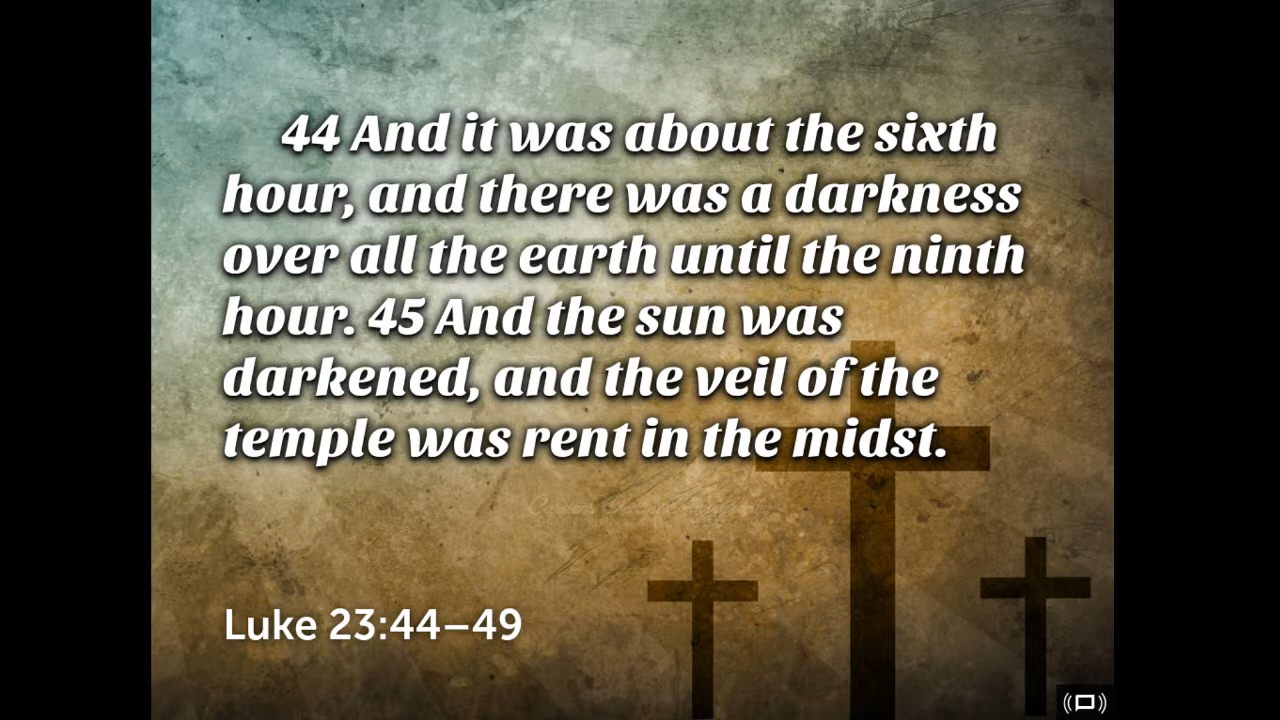 44 And it was about the sixth
hour, and there was a darkness
over all the earth until the ninth
hour. 45 And the sun was
darkened, and the veil of the
temple was rent in the midst.
Luke 23:44–49